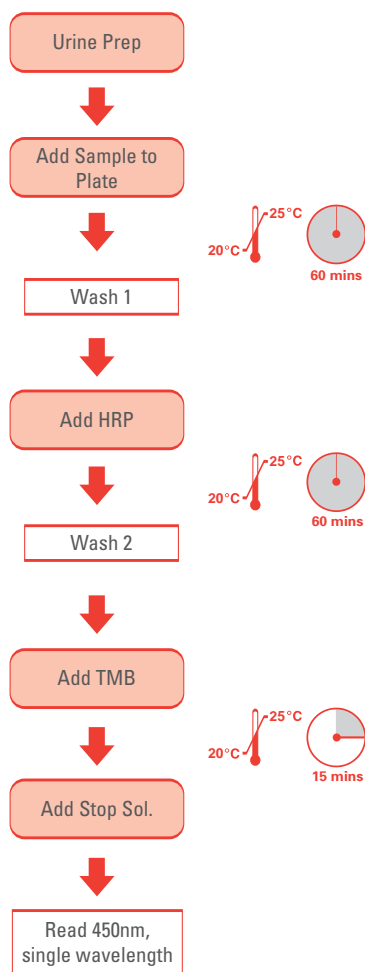 Urine Prep
Add Sample to
Plate
25°C
20°C
60 mins
Wash 1
Add HRP
25°C
20°C
60 mins
Wash 2
Add TMB
25°C
20°C
15 mins
Add Stop Sol.
Read 450nm,
single wavelength